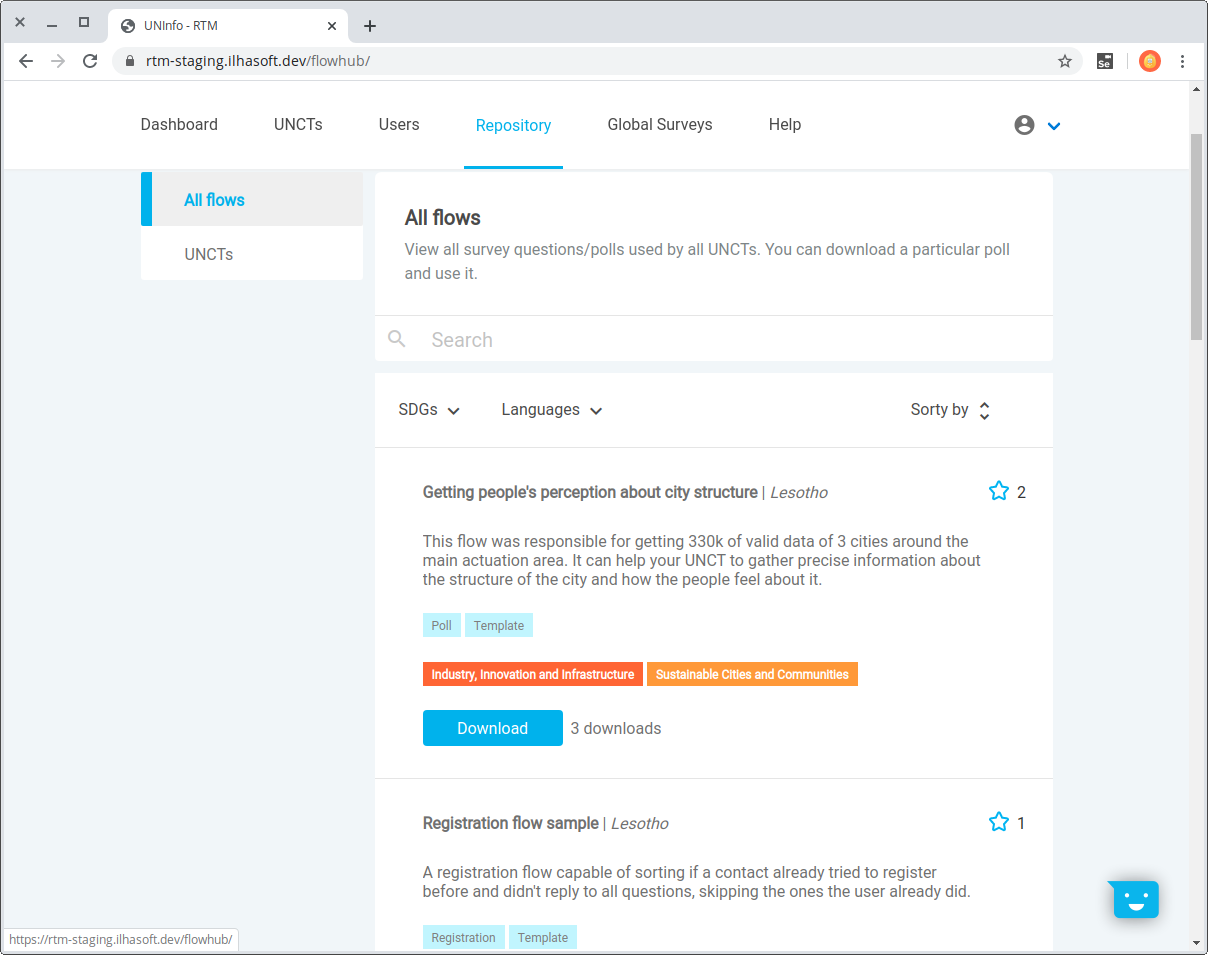 UNInfo - RTM
rtm-staging.ilhasoft.dev/flowhub/
Se
Dashboard UNCTs Users Repository Global Surveys Help
All flows
UNCTs
All flows
View all survey questions/polls used by all UNCTs. You can download a particular poll
and use it.
Search
SDGs Languages Sorty by
Getting people's perception about city structure | Lesotho 2
This flow was responsible for getting 330k of valid data of 3 cities around the
main actuation area. It can help your UNCT to gather precise information about
the structure of the city and how the people feel about it.
Poll Template
Industry, Innovation and Infrastructure Sustainable Cities and Communities
Download 3 downloads
Registration flow sample | Lesotho 1
A registration flow capable of sorting if a contact already tried to register
before and didn't reply to all questions, skipping the ones the user already did.
Registration Template
https://rtm-staging.ilhasoft.dev/flowhub/